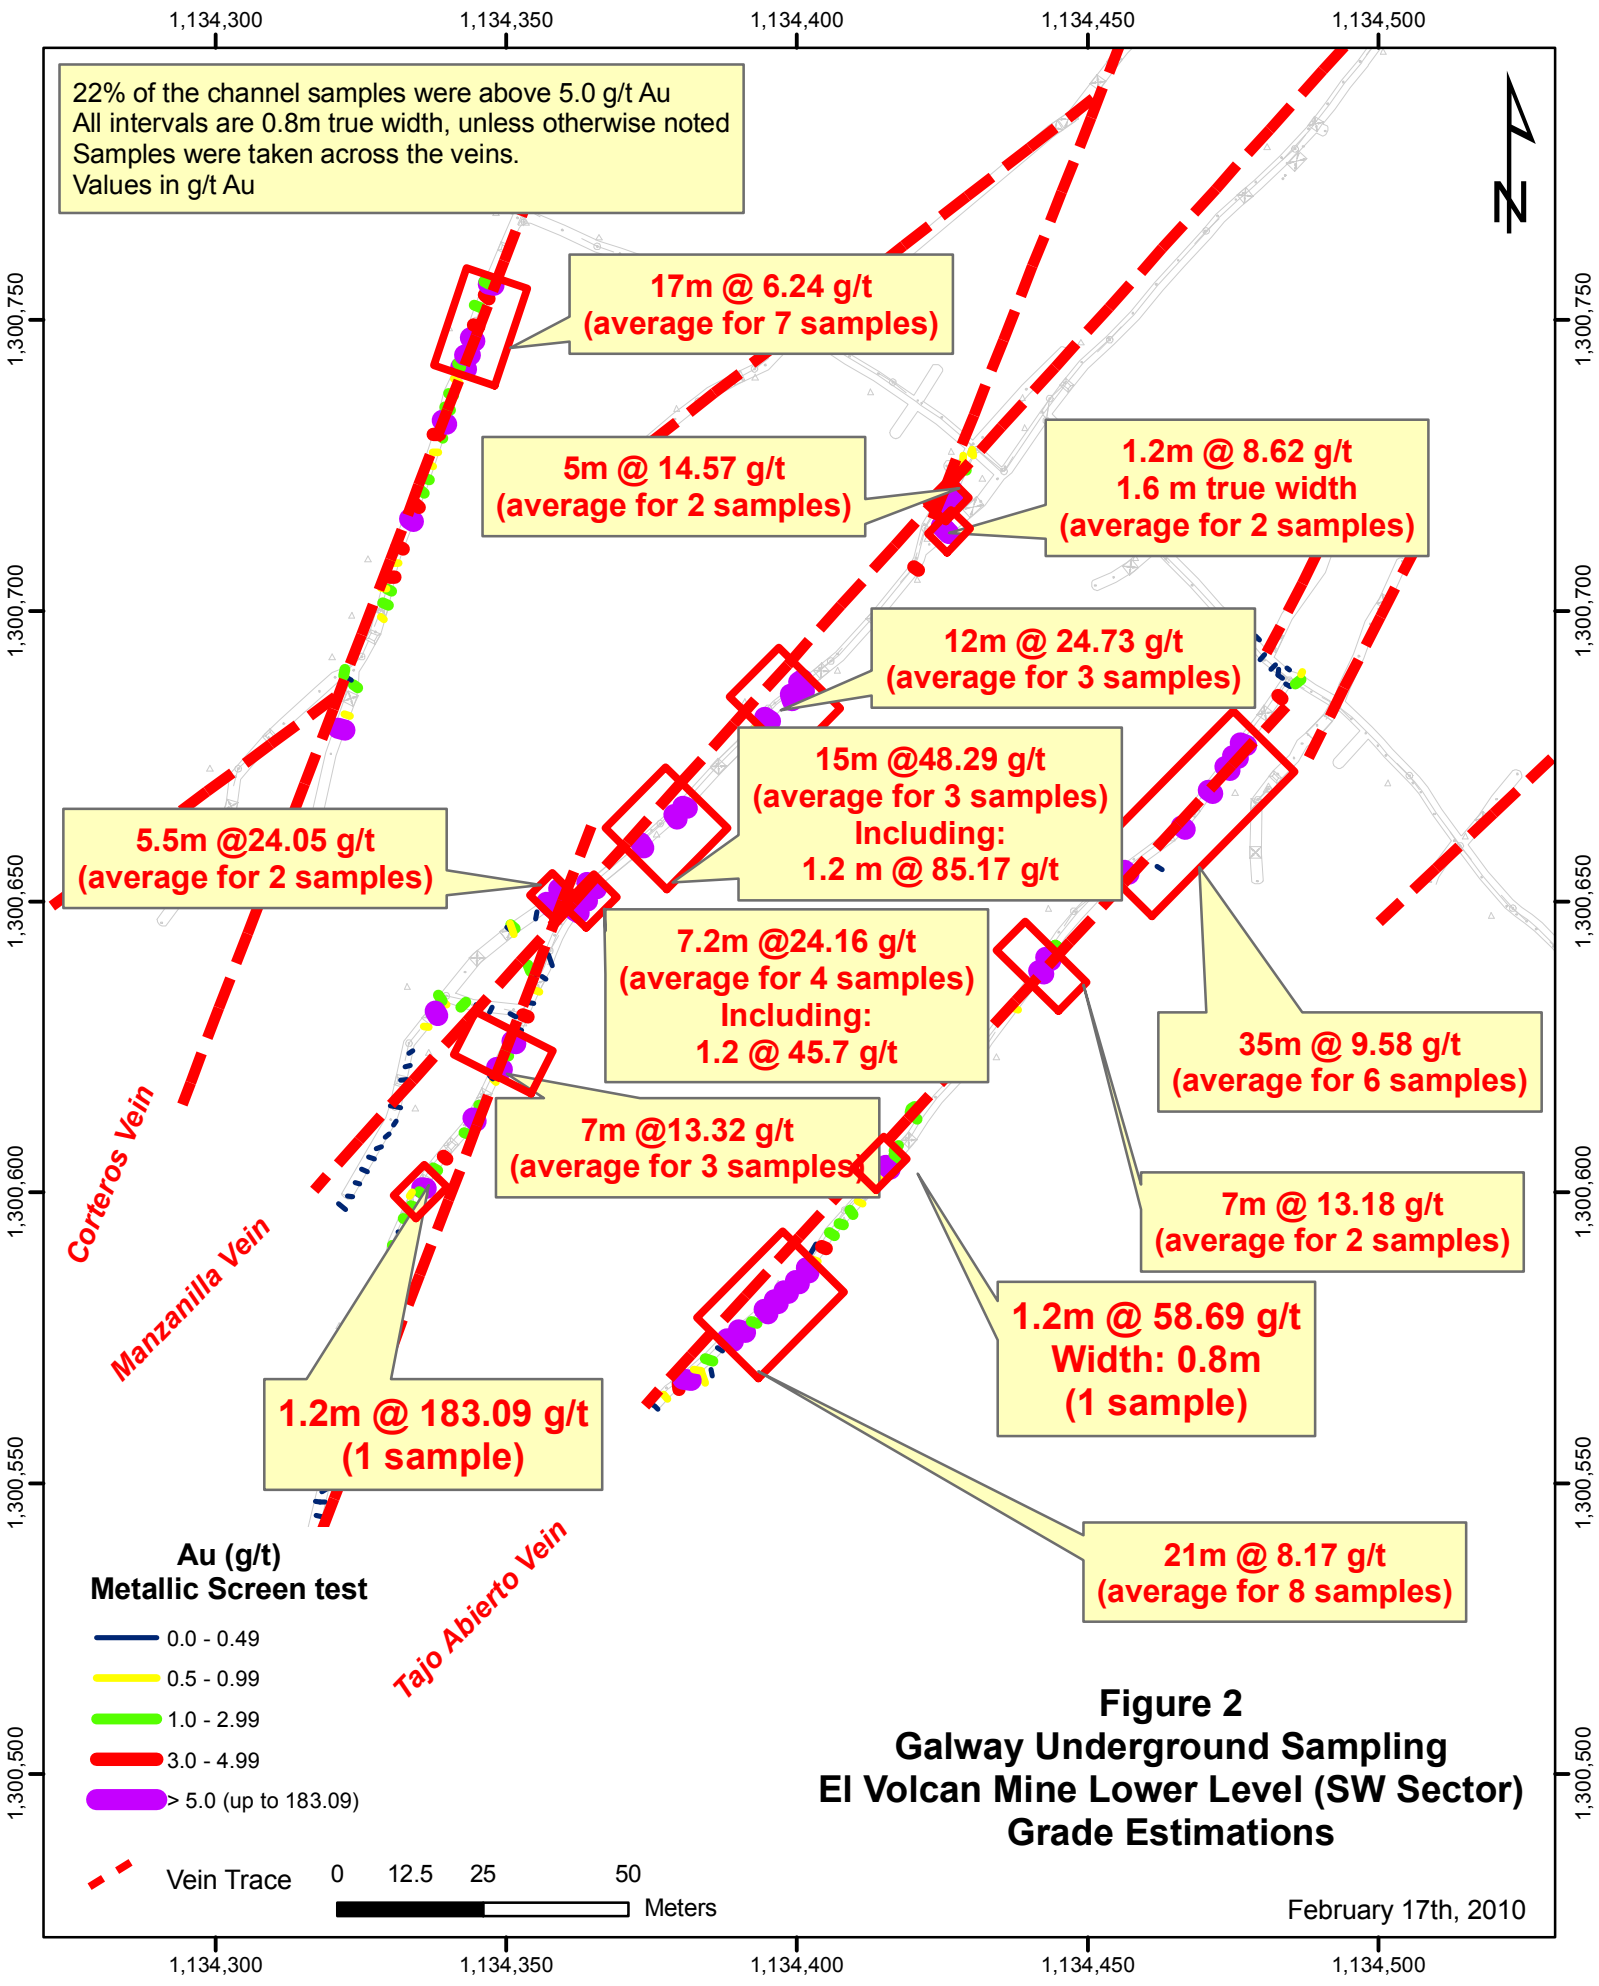 1,134,300
1,134,350
1,134,400
1,134,450
1,134,500
22% of the channel samples were above 5.0 g/t Au
All intervals are 0.8m true width, unless otherwise noted
Samples were taken across the veins.
Values in g/t Au
N
1,300,750
1,300,750
17m @ 6.24 g/t
(average for 7 samples)
5m @ 14.57 g/t
(average for 2 samples)
1.2m @ 8.62 g/t
1.6 m true width
(average for 2 samples)
1,300,700
1,300,700
12m @ 24.73 g/t
(average for 3 samples)
15m @48.29 g/t
(average for 3 samples)
Including:
1.2 m @ 85.17 g/t
5.5m @24.05 g/t
(average for 2 samples)
1,300,650
1,300,650
7.2m @24.16 g/t
(average for 4 samples)
Including:
1.2 @ 45.7 g/t
35m @ 9.58 g/t
(average for 6 samples)
7m @13.32 g/t
(average for 3 samples)
1,300,600
1,300,600
7m @ 13.18 g/t
(average for 2 samples)
Corteros Vein
Manzanilla Vein
1.2m @ 58.69 g/t
Width: 0.8m
(1 sample)
1.2m @ 183.09 g/t
(1 sample)
1,300,550
1,300,550
21m @ 8.17 g/t
(average for 8 samples)
Tajo Abierto Vein
Au (g/t)
Metallic Screen test
0.0 - 0.49
0.5 - 0.99
1.0 - 2.99
3.0 - 4.99
> 5.0 (up to 183.09)
Vein Trace
1,300,500
1,300,500
Figure 2
Galway Underground Sampling
El Volcan Mine Lower Level (SW Sector)
Grade Estimations
0 12.5 25 50
Meters
February 17th, 2010
1,134,300
1,134,350
1,134,400
1,134,450
1,134,500